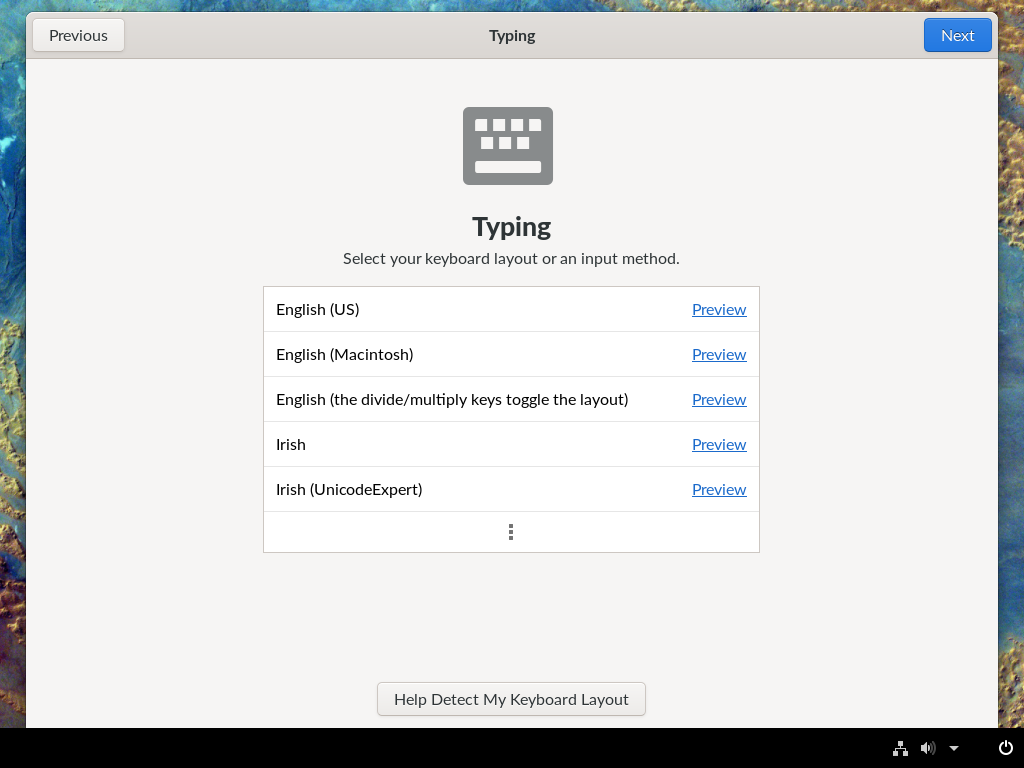 Previous
Typing
Next
Typing
Select your keyboard layout or an input method.
English (US) Preview
English (Macintosh) Preview
English (the divide/multiply keys toggle the layout) Preview
Irish Preview
Irish (UnicodeExpert) Preview
Help Detect My Keyboard Layout